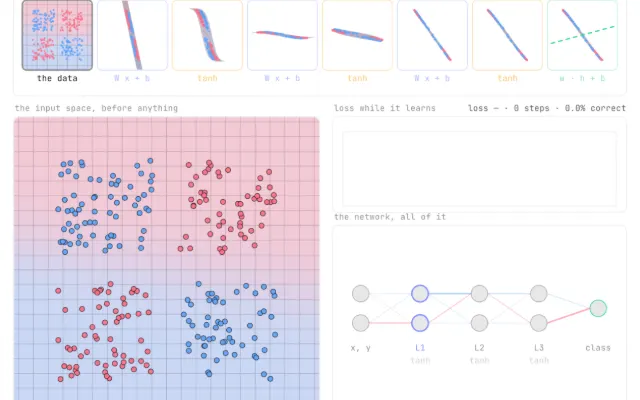 the data
W x + b
tanh
W x + b
tanh
W x + b
tanh
w · h + b
the input space, before anything
loss while it learns
loss — · 0 steps · 0.0% correct
the network, all of it
x, y
L1
L2
L3
class
tanh
tanh
tanh